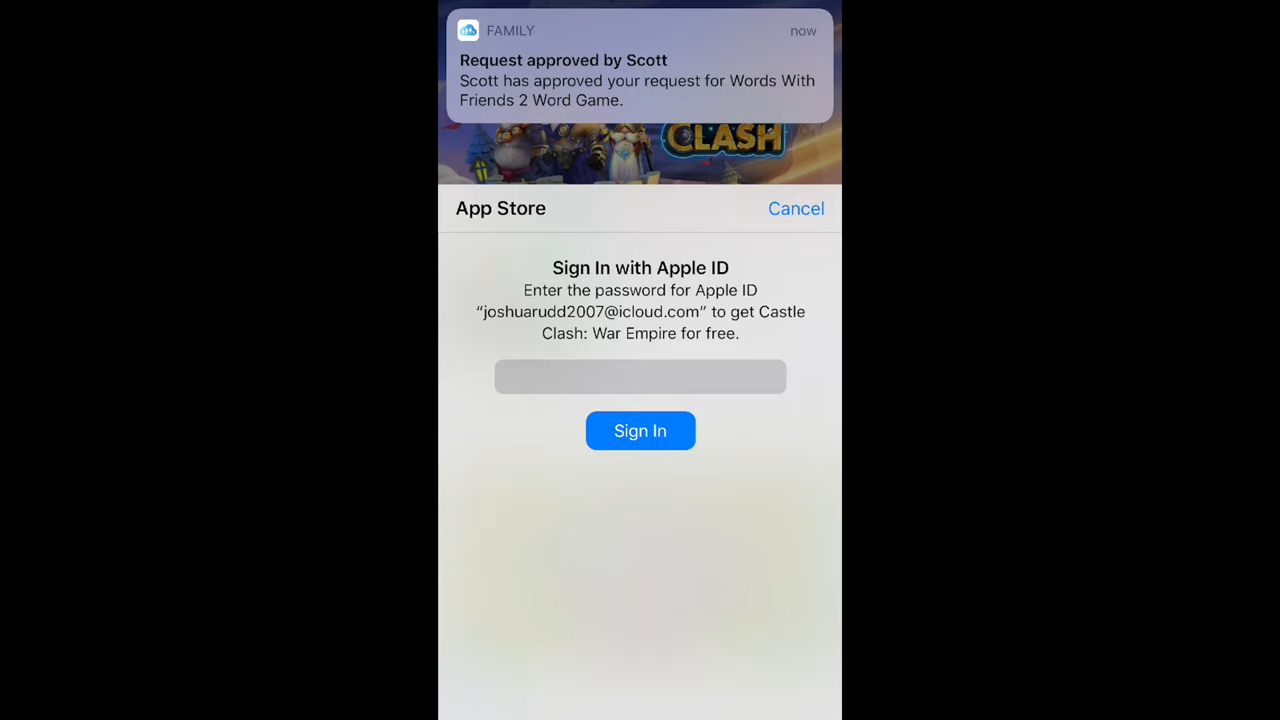 FAMILY
now
Request approved by Scott
Scott has approved your request for Words With
Friends 2 Word Game.
CLASH
App Store
Cancel
Sign In with Apple ID
Enter the password for Apple ID
“joshuarudd2007@icloud.com” to get Castle
Clash: War Empire for free.
Sign In